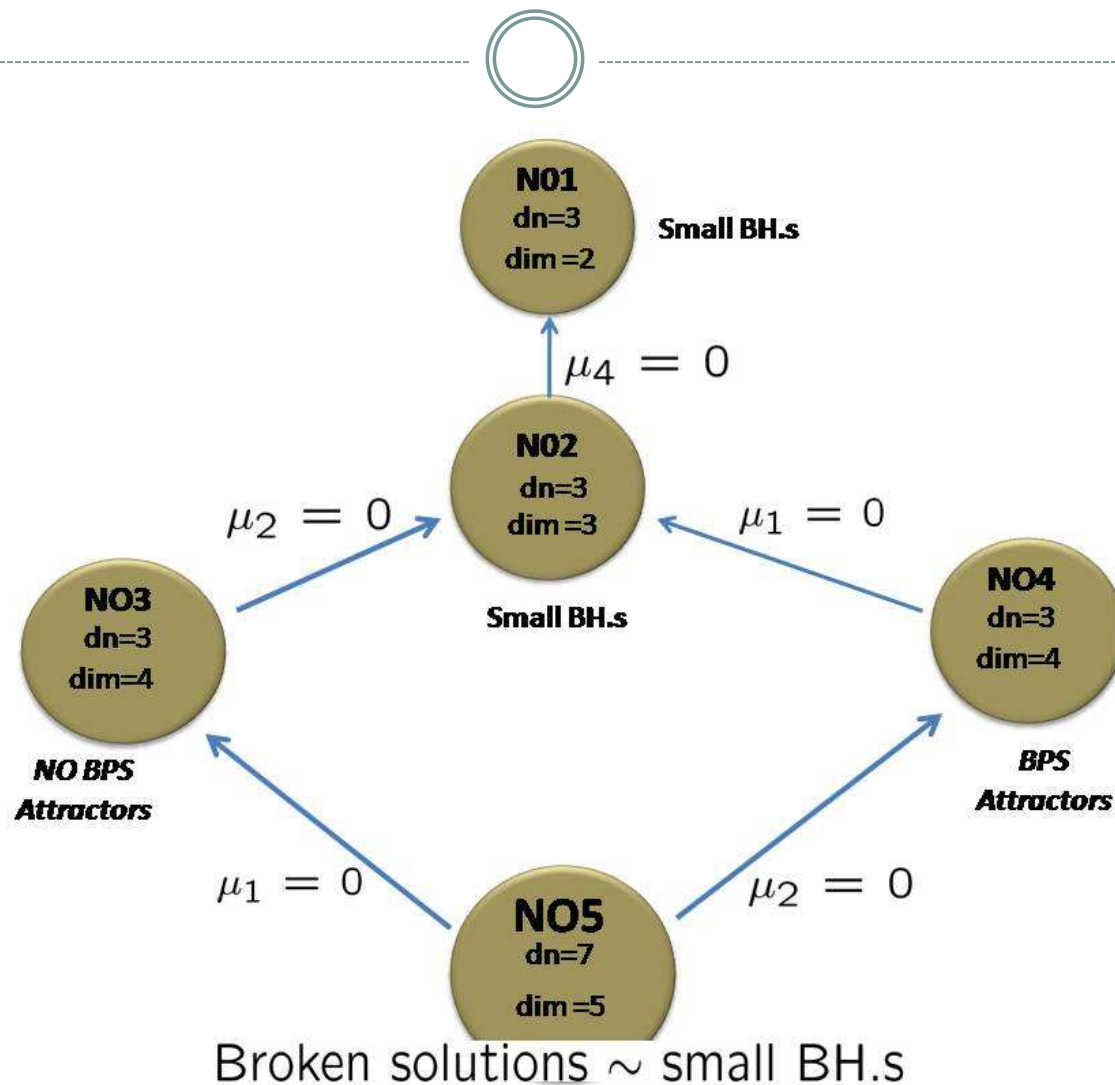 N01
dn=3
dim =2
Small BH.s
μ₄ = 0
N02
dn=3
dim =3
μ₂ = 0
μ₁ = 0
Small BH.s
NO3
dn=3
dim=4
NO4
dn=3
dim=4
NO BPS
Attractors
BPS
Attractors
μ₁ = 0
μ₂ = 0
NO5
dn=7
dim =5
Broken solutions ∼ small BH.s